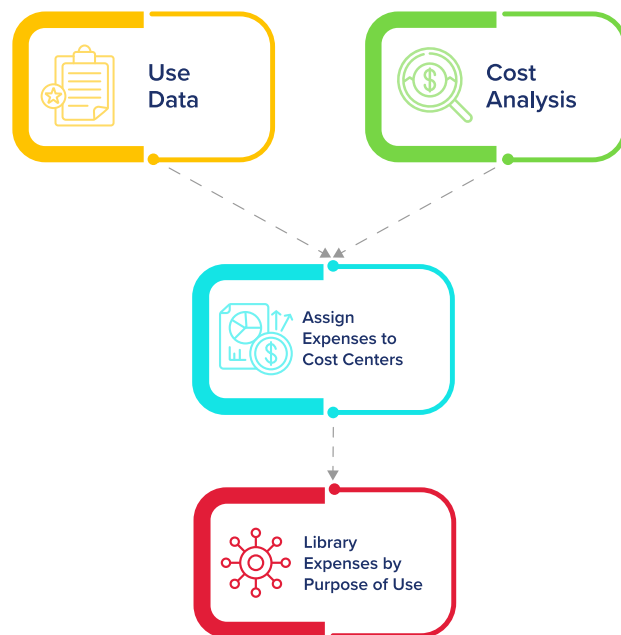 Use
Data
Cost
Analysis
$
Assign
Expenses to
Cost Centers
$
Library
Expenses by
Purpose of Use